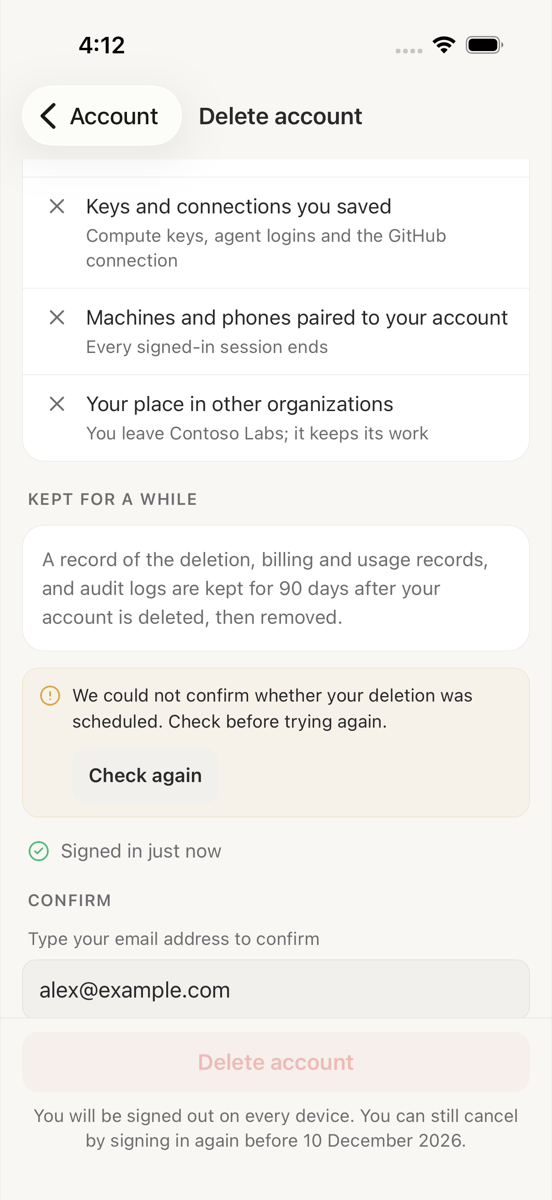 4:12
Account
Delete account
Keys and connections you saved
Compute keys, agent logins and the GitHub
connection
Machines and phones paired to your account
Every signed-in session ends
Your place in other organizations
You leave Contoso Labs; it keeps its work
KEPT FOR A WHILE
A record of the deletion, billing and usage records,
and audit logs are kept for 90 days after your
account is deleted, then removed.
We could not confirm whether your deletion was
scheduled. Check before trying again.
Check again
Signed in just now
CONFIRM
Type your email address to confirm
alex@example.com
Delete account
You will be signed out on every device. You can still cancel
by signing in again before 10 December 2026.